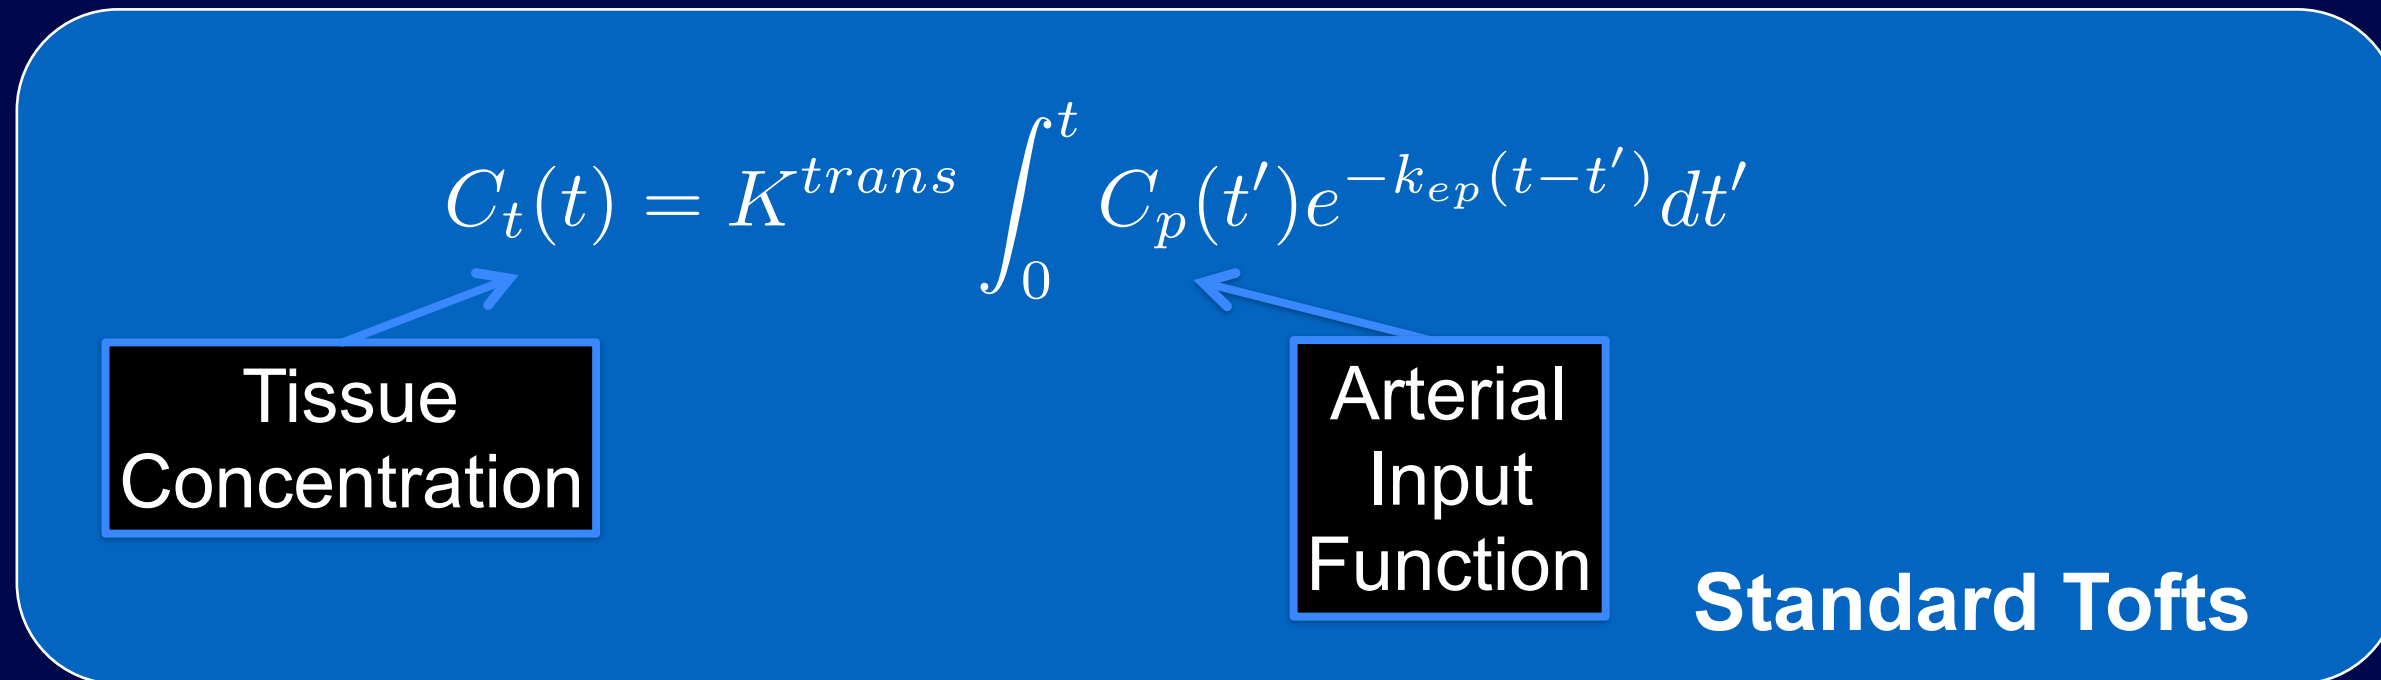 $C_t(t) = K^{trans} \int_0^t C_p(t') e^{-k_{ep}(t-t')} dt'$
Tissue
Concentration
Arterial
Input
Function
Standard Tofts